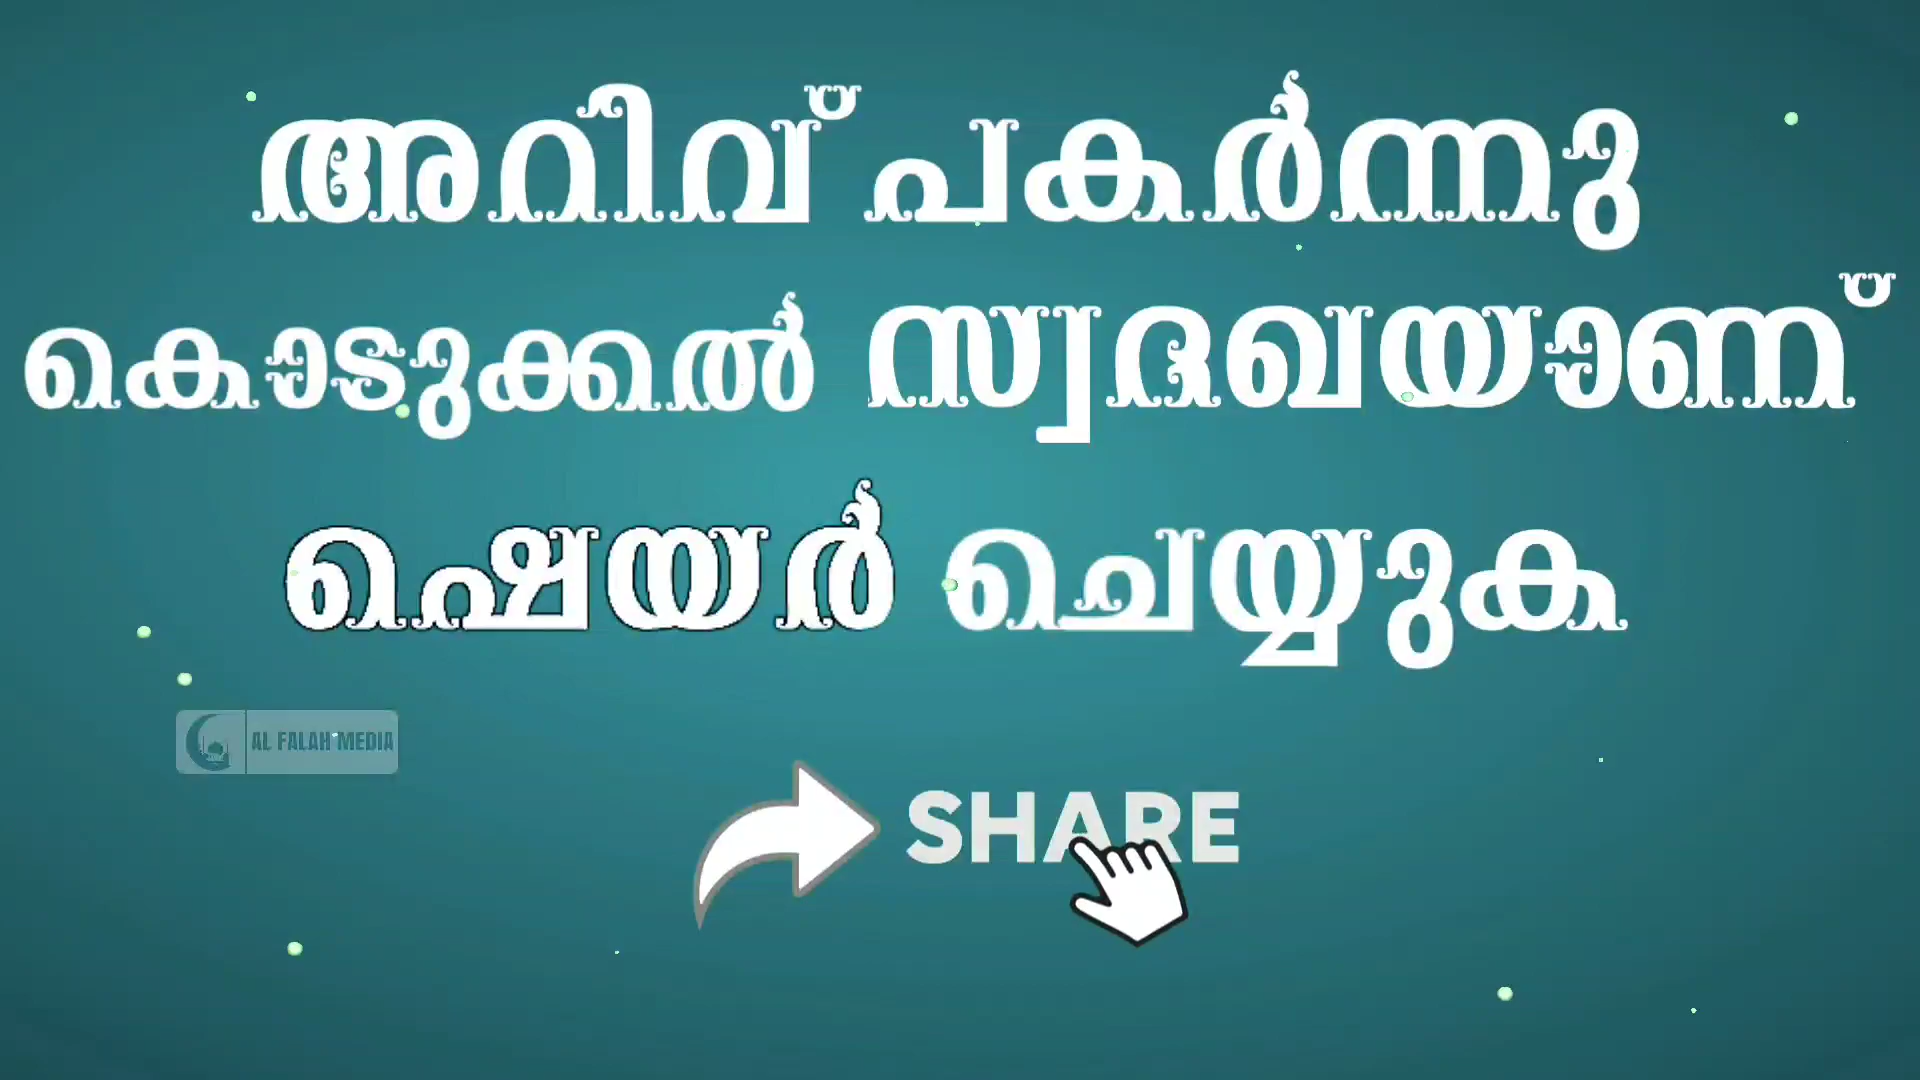 അറിവ് പകർന്നു
കൊടുക്കൽ സ്വദഖയാണ്
ഷെയർ ചെയ്യുക
AL FALAH MEDIA
SHARE